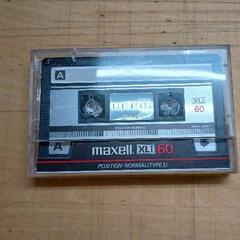 A
XLI
60
A
maxell XLI 60
POSITION NORMAL(TYPE I)